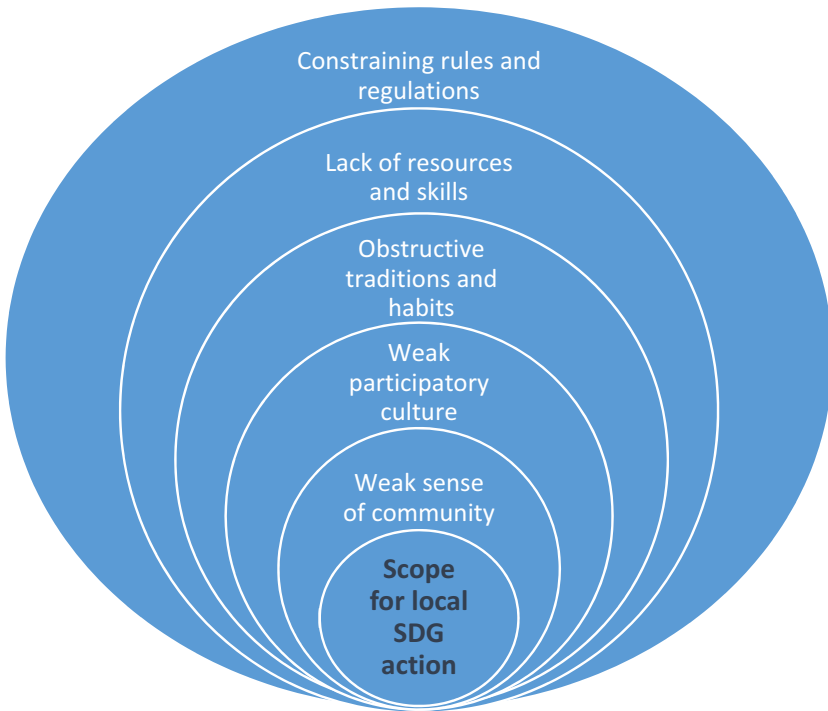 Constraining rules and
regulations
Lack of resources
and skills
Obstructive
traditions and
habits
Weak
participatory
culture
Weak sense
of community
Scope
for local
SDG
action